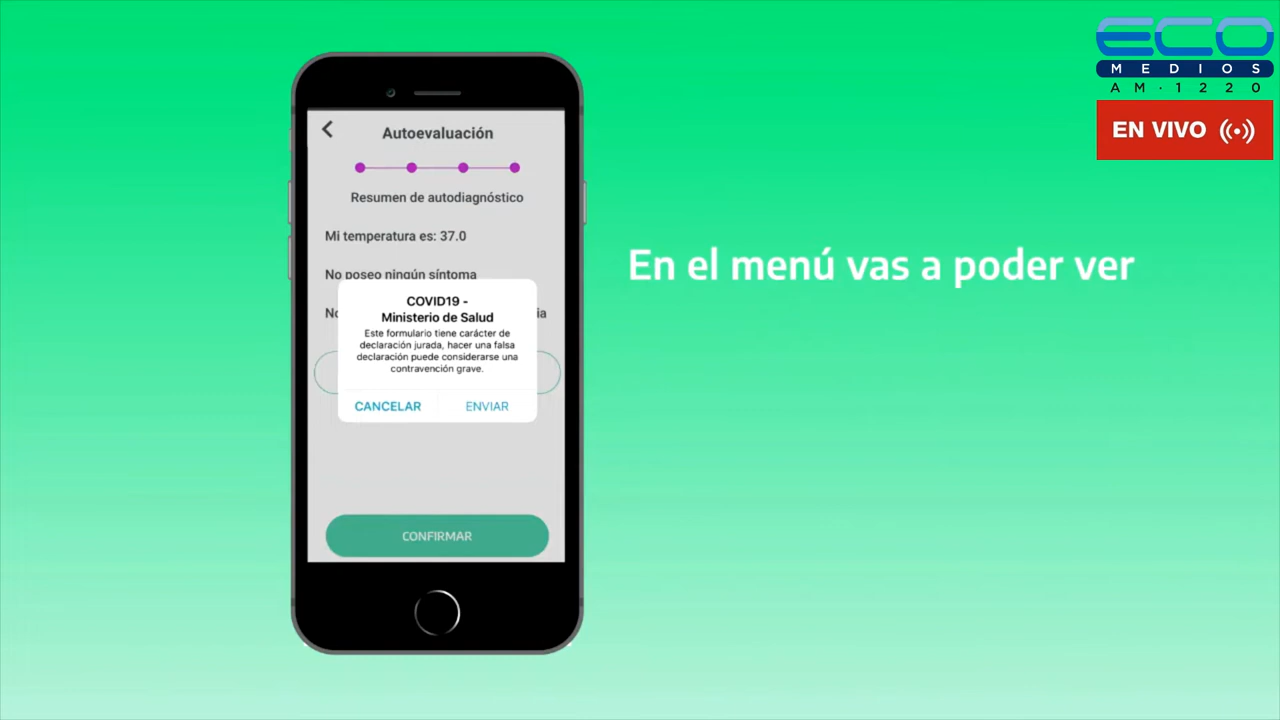 ECO
MEDIOS
AM·1220
EN VIVO
Autoevaluación
Resumen de autodiagnóstico
Mi temperatura es: 37.0
No poseo ningún síntoma
COVID19 -
Ministerio de Salud
Este formulario tiene carácter de
declaración jurada, hacer una falsa
declaración puede considerarse una
contravención grave.
CANCELAR ENVIAR
CONFIRMAR
En el menú vas a poder ver